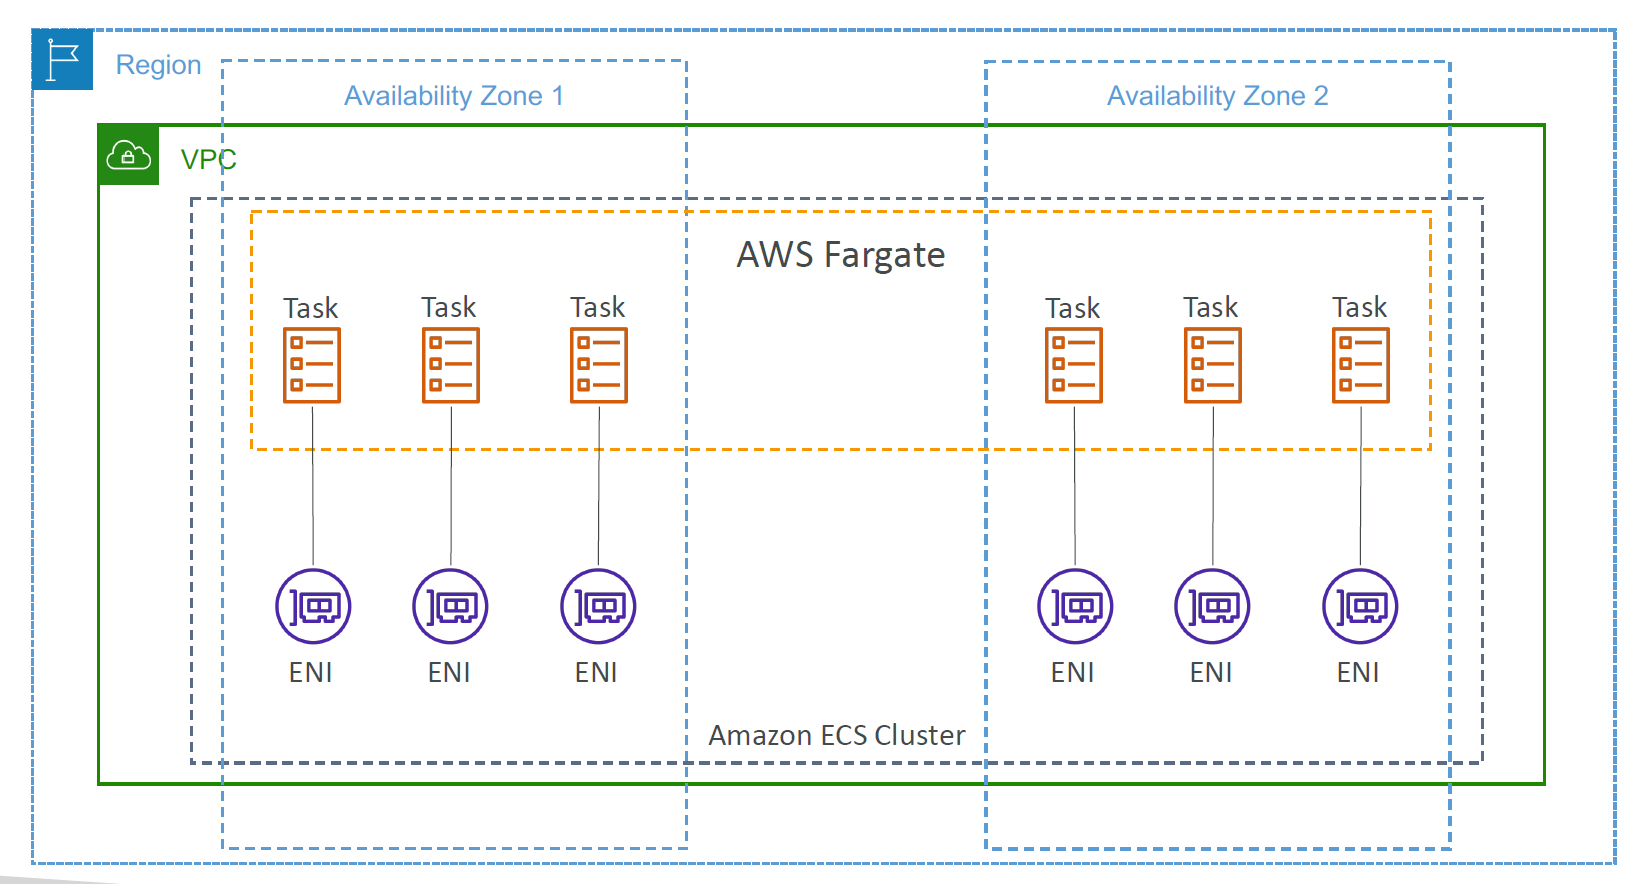 Region
Availability Zone 1
Availability Zone 2
VPC
AWS Fargate
Task
Task
Task
Task
Task
Task
ENI
ENI
ENI
ENI
ENI
ENI
Amazon ECS Cluster